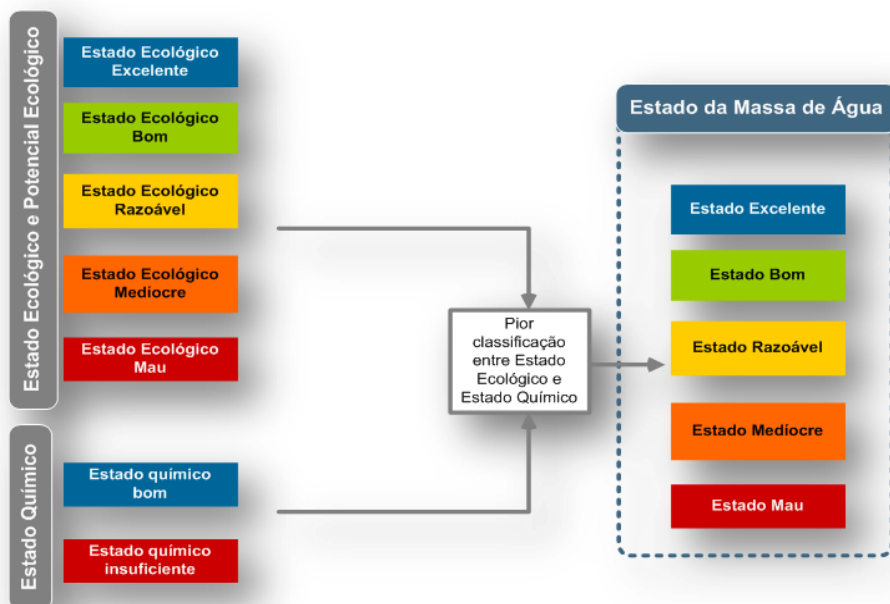 Estado Ecológico e Potencial Ecológico
Estado Ecológico
Excelente
Estado Ecológico
Bom
Estado Ecológico
Razoável
Estado Ecológico
Medíocre
Estado Ecológico
Mau
Estado Químico
Estado químico
bom
Estado químico
insuficiente
Pior
classificação
entre Estado
Ecológico e
Estado Químico
Estado da Massa de Água
Estado Excelente
Estado Bom
Estado Razoável
Estado Medíocre
Estado Mau